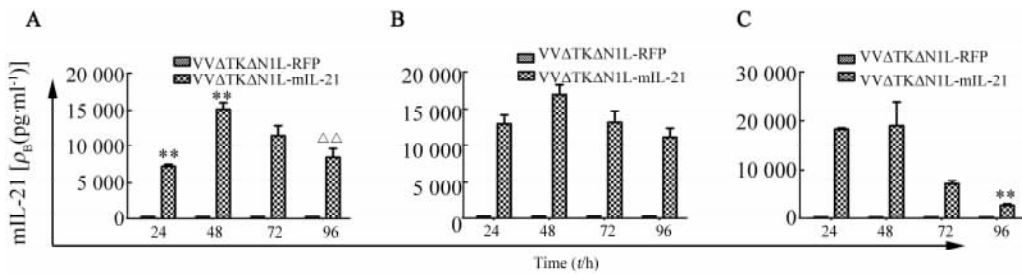 A
VVΔTKΔN1L-RFP
VVΔTKΔN1L-mIL-21
20 000
15 000
10 000
5 000
0
**
**
△△
24 48 72 96
B
VVΔTKΔN1L-RFP
VVΔTKΔN1L-mIL-21
20 000
15 000
10 000
5 000
0
24 48 72 96
C
VVΔTKΔN1L-RFP
VVΔTKΔN1L-mIL-21
30 000
20 000
10 000
0
**
24 48 72 96
mIL-21 [ρB(pg·ml-1)]
Time (t/h)